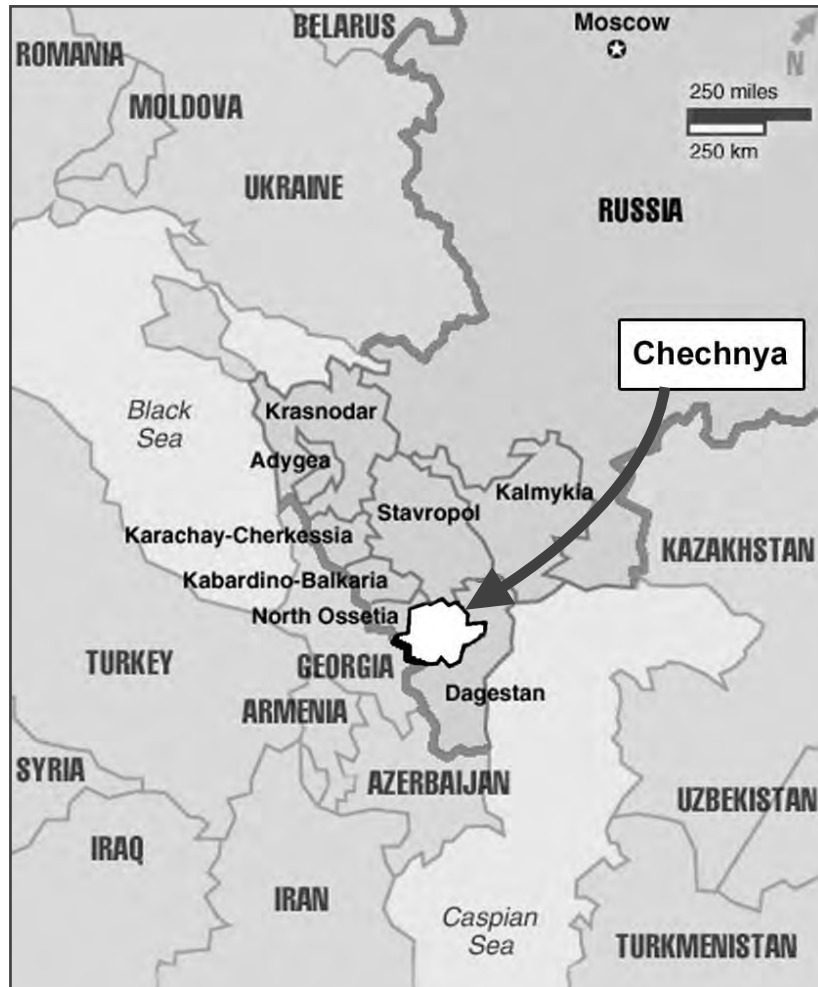 BELARUS
Moscow
N
ROMANIA
250 miles
MOLDOVA
250 km
UKRAINE
RUSSIA
Chechnya
Black
Sea
Krasnodar
Adygea
Kalmykia
Stavropol
Karachay-Cherkessia
KAZAKHSTAN
Kabardino-Balkaria
North Ossetia
TURKEY
GEORGIA
Dagestan
ARMENIA
SYRIA
AZERBAIJAN
UZBEKISTAN
IRAQ
IRAN
Caspian
Sea
TURKMENISTAN